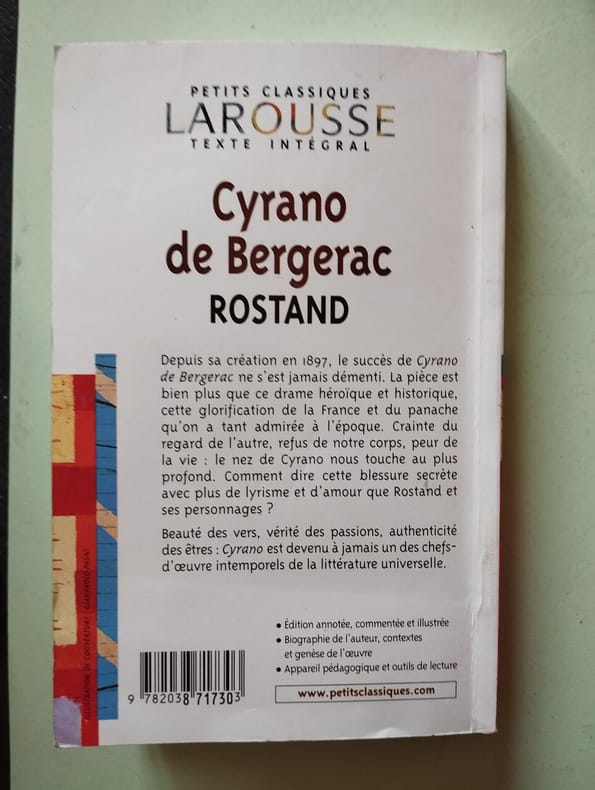 PETITS CLASSIQUES
LAROUSSE
TEXTE INTÉGRAL
Cyrano
de Bergerac
ROSTAND
Depuis sa création en 1897, le succès de Cyrano
de Bergerac ne s'est jamais démenti. La pièce est
bien plus que ce drame héroïque et historique,
cette glorification de la France et du panache
qu'on a tant admirée à l'époque. Crainte du
regard de l'autre, refus de notre corps, peur de
la vie : le nez de Cyrano nous touche au plus
profond. Comment dire cette blessure secrète
avec plus de lyrisme et d'amour que Rostand et
ses personnages ?
Beauté des vers, vérité des passions, authenticité
des êtres : Cyrano est devenu à jamais un des chefs-
d'œuvre intemporels de la littérature universelle.
• Édition annotée, commentée et illustrée
• Biographie de l'auteur, contextes
et genèse de l'œuvre
• Appareil pédagogique et outils de lecture
www.petitsclassiques.com
9 782038 717303
ILLUSTRATION DE COUVERTURE : GIANPAOLO PAGNI